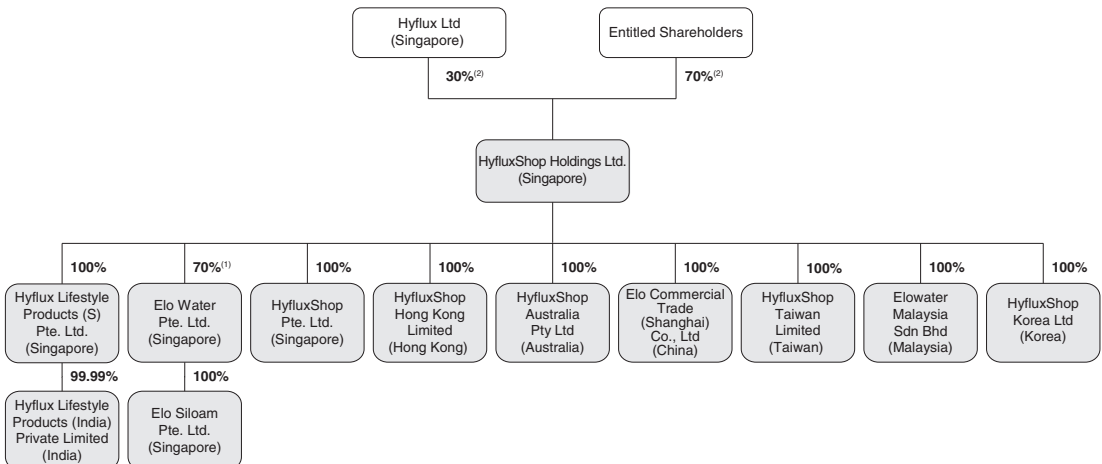 Hyflux Ltd
(Singapore)
Entitled Shareholders
30%(2)
70%(2)
HyfluxShop Holdings Ltd.
(Singapore)
100%
70%(1)
100%
100%
100%
100%
100%
100%
100%
Hyflux Lifestyle
Products (S)
Pte. Ltd.
(Singapore)
Elo Water
Pte. Ltd.
(Singapore)
HyfluxShop
Pte. Ltd.
(Singapore)
HyfluxShop
Hong Kong
Limited
(Hong Kong)
HyfluxShop
Australia
Pty Ltd
(Australia)
Elo Commercial
Trade
(Shanghai)
Co., Ltd
(China)
HyfluxShop
Taiwan
Limited
(Taiwan)
Elowater
Malaysia
Sdn Bhd
(Malaysia)
HyfluxShop
Korea Ltd
(Korea)
99.99%
100%
Hyflux Lifestyle
Products (India)
Private Limited
(India)
Elo Siloam
Pte. Ltd.
(Singapore)